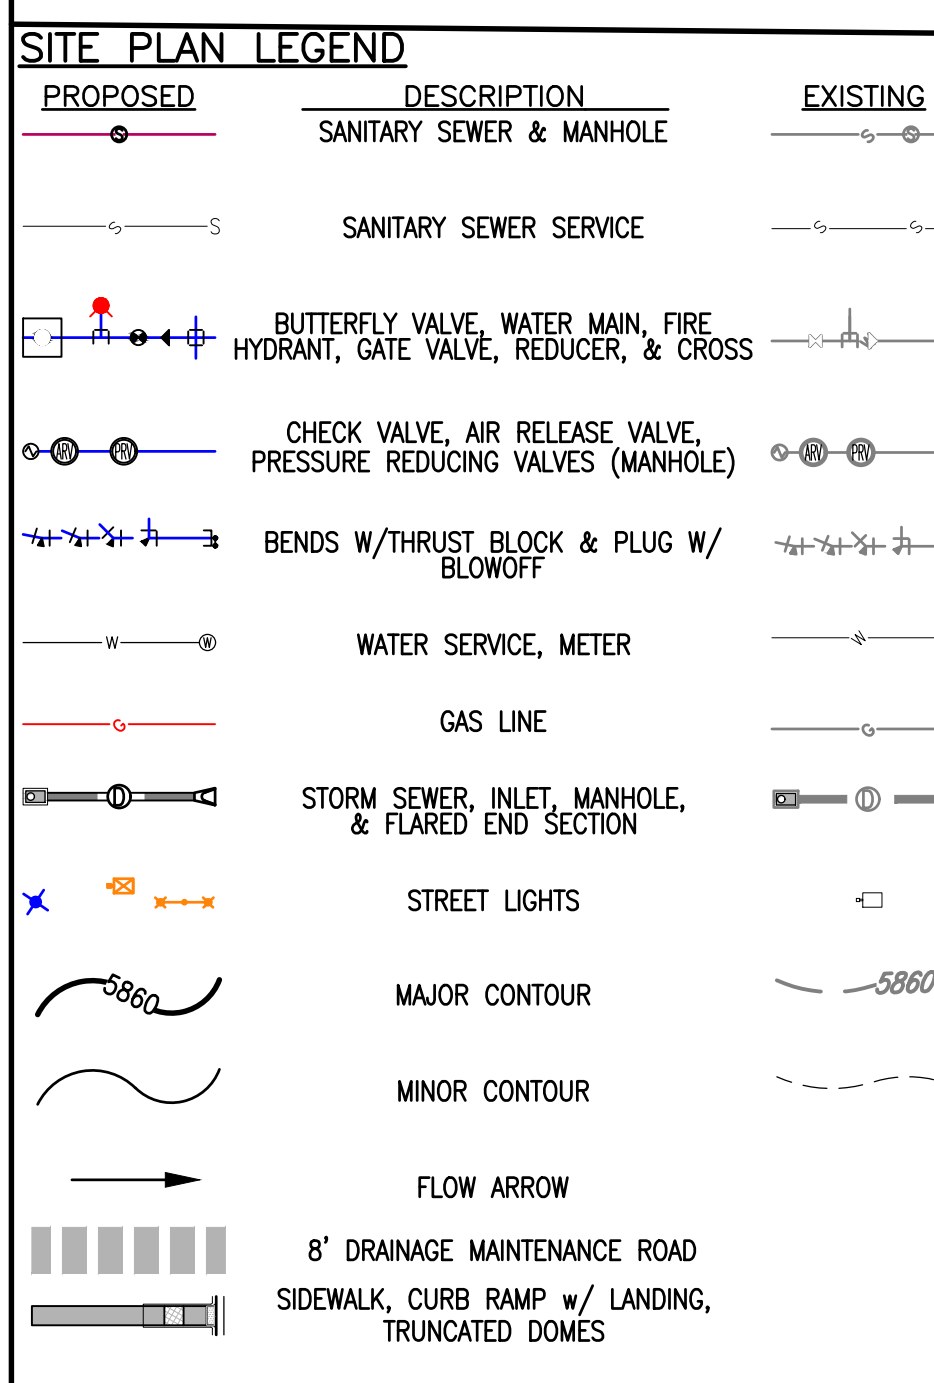 SITE PLAN LEGEND
PROPOSED DESCRIPTION EXISTING
S SANITARY SEWER & MANHOLE S S
S S SANITARY SEWER SERVICE S S
BUTTERFLY VALVE, WATER MAIN, FIRE
HYDRANT, GATE VALVE, REDUCER, & CROSS
CHECK VALVE, AIR RELEASE VALVE,
ARV PRV PRESSURE REDUCING VALVES (MANHOLE) ARV PRV
BENDS W/THRUST BLOCK & PLUG W/
BLOWOFF
W W WATER SERVICE, METER W
G GAS LINE G
D STORM SEWER, INLET, MANHOLE, D
& FLARED END SECTION
STREET LIGHTS
5860 MAJOR CONTOUR 5860
MINOR CONTOUR
FLOW ARROW
8' DRAINAGE MAINTENANCE ROAD
SIDEWALK, CURB RAMP w/ LANDING,
TRUNCATED DOMES